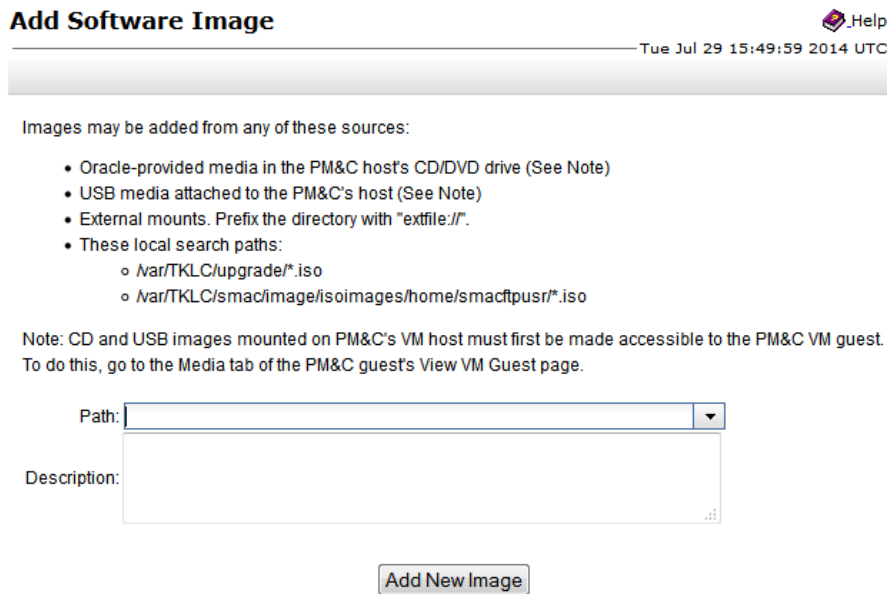 Add Software Image
Help
Tue Jul 29 15:49:59 2014 UTC
Images may be added from any of these sources:
• Oracle-provided media in the PM&C host's CD/DVD drive (See Note)
• USB media attached to the PM&C's host (See Note)
• External mounts. Prefix the directory with "extfile://".
• These local search paths:
○ /var/TKLC/upgrade/*.iso
○ /var/TKLC/smac/image/isoimages/home/smacftpusr/*.iso
Note: CD and USB images mounted on PM&C's VM host must first be made accessible to the PM&C VM guest.
To do this, go to the Media tab of the PM&C guest's View VM Guest page.
Path:
Description:
Add New Image